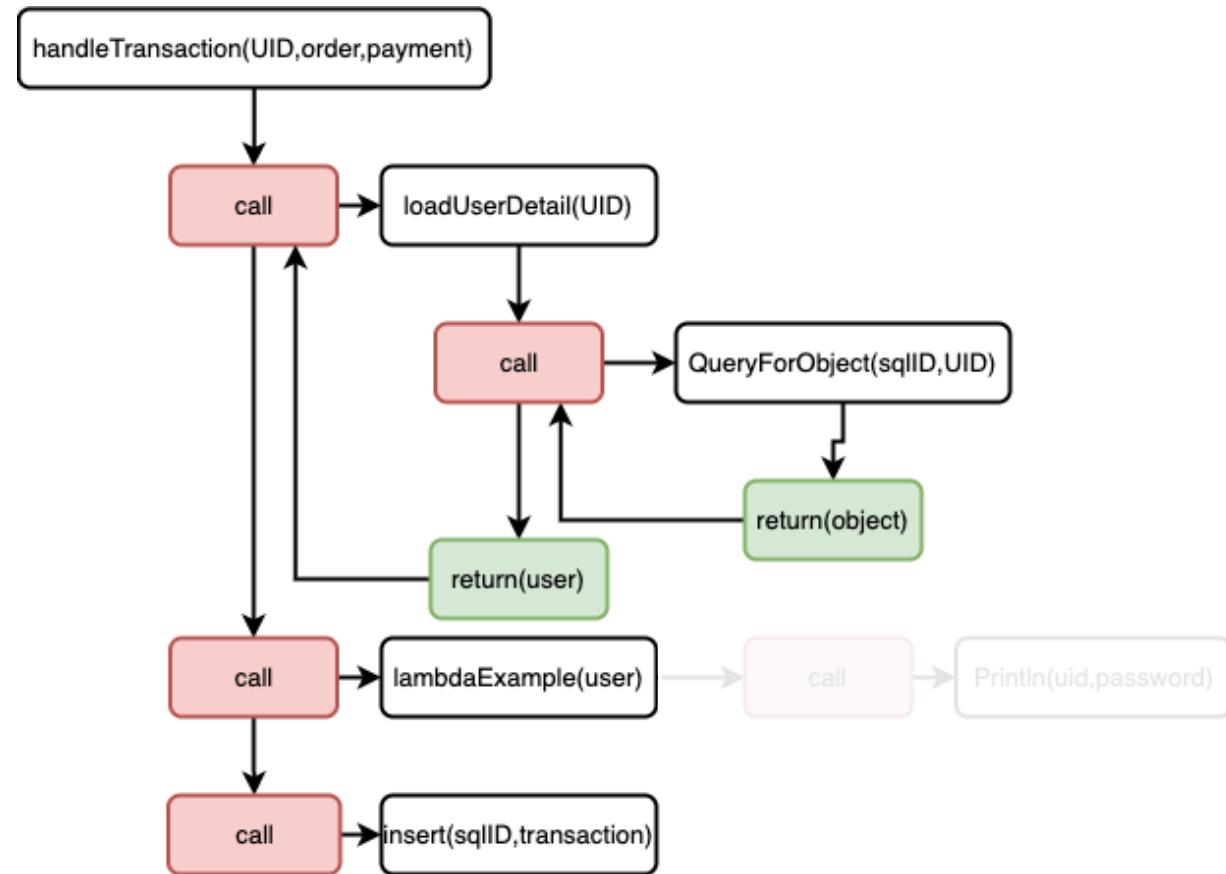 handleTransaction(UID,order,payment)
call
loadUserDetail(UID)
call
QueryForObject(sqlID,UID)
return(object)
return(user)
call
lambdaExample(user)
call
Println(uid,password)
call
insert(sqlID,transaction)